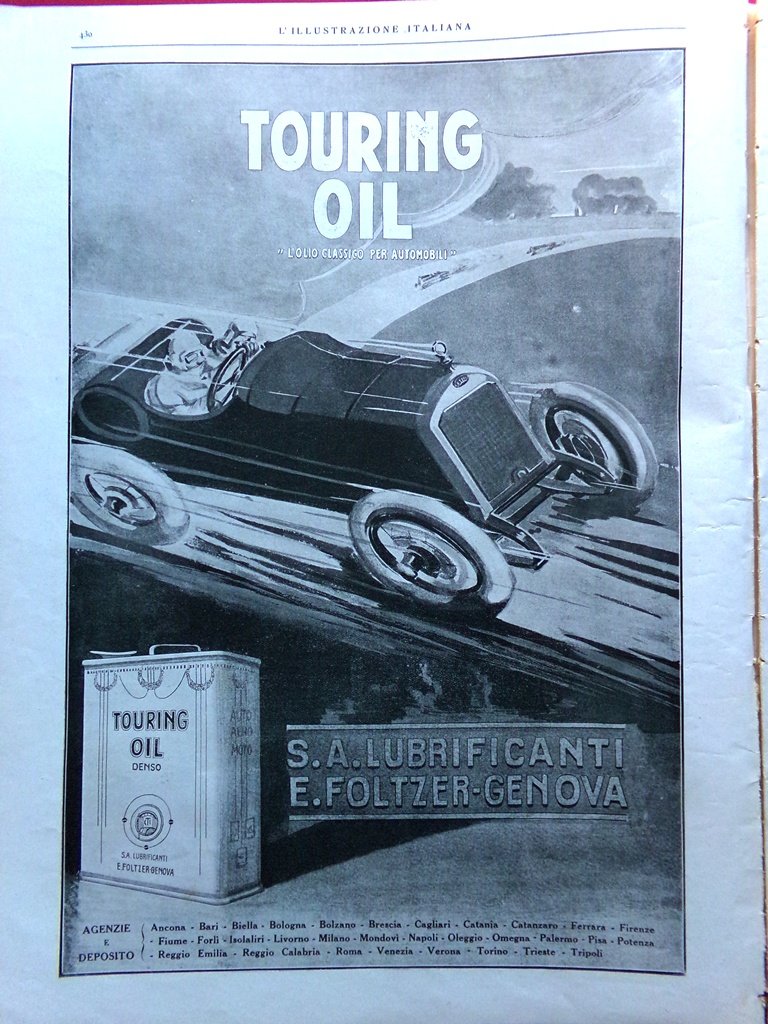 430
L'ILLUSTRAZIONE ITALIANA
TOURING
OIL
"L'OLIO CLASSICO PER AUTOMOBILI"
TOURING
OIL
DENSO
S.A. LUBRIFICANTI
E.FOLTZER-GENOVA
AUTO
AERO
MOTO
S.A. LUBRIFICANTI
E.FOLTZER-GENOVA
AGENZIE
E
DEPOSITO
Ancona - Bari - Biella - Bologna - Bolzano - Brescia - Cagliari - Catania - Catanzaro - Ferrara - Firenze
- Fiume - Forlì - Isolaliri - Livorno - Milano - Mondovì - Napoli - Oleggio - Omegna - Palermo - Pisa - Potenza
- Reggio Emilia - Reggio Calabria - Roma - Venezia - Verona - Torino - Trieste - Tripoli